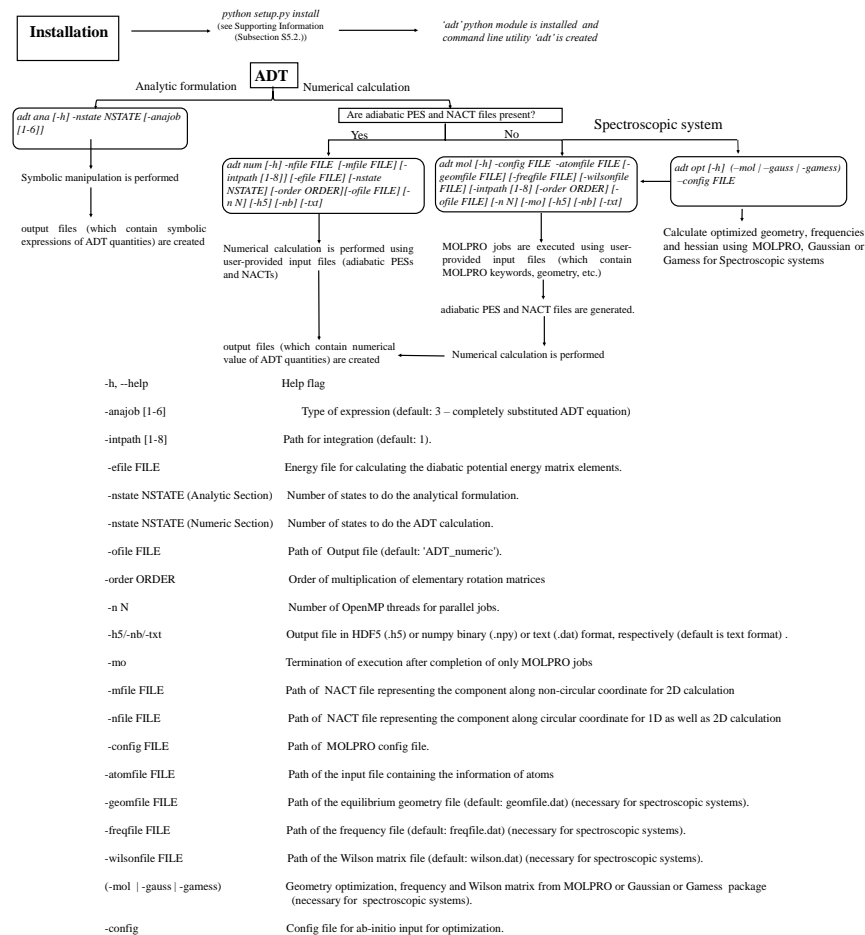 Installation
python setup.py install
(see Supporting Information
(Subsection S5.2.))
‘adt’ python module is installed and
command line utility ‘adt’ is created
ADT
Analytic formulation
Numerical calculation
adt ana [-h] -nstate NSTATE [-anajob
[1-6]]
Symbolic manipulation is performed
output files (which contain symbolic
expressions of ADT quantities) are created
Are adiabatic PES and NACT files present?
Yes
No
Spectroscopic system
adt num [-h] -nfile FILE [-mfile FILE] [-
intpath [1-8]] [-efile FILE] [-nstate
NSTATE] [-order ORDER][-ofile FILE] [-
n N] [-h5] [-nb] [-txt]
Numerical calculation is performed using
user-provided input files (adiabatic PESs
and NACTs)
output files (which contain numerical
value of ADT quantities) are created
adt mol [-h] -config FILE -atomfile FILE [-
geomfile FILE] [-freqfile FILE] [-wilsonfile
FILE] [-intpath [1-8] [-order ORDER] [-
ofile FILE] [-n N] [-mo] [-h5] [-nb] [-txt]
MOLPRO jobs are executed using user-
provided input files (which contain
MOLPRO keywords, geometry, etc.)
adiabatic PES and NACT files are generated.
Numerical calculation is performed
adt opt [-h] (–mol | –gauss | -gamess)
–config FILE
Calculate optimized geometry, frequencies
and hessian using MOLPRO, Gaussian or
Gamess for Spectroscopic systems
-h, --help Help flag
-anajob [1-6] Type of expression (default: 3 – completely substituted ADT equation)
-intpath [1-8] Path for integration (default: 1).
-efile FILE Energy file for calculating the diabatic potential energy matrix elements.
-nstate NSTATE (Analytic Section) Number of states to do the analytical formulation.
-nstate NSTATE (Numeric Section) Number of states to do the ADT calculation.
-ofile FILE Path of Output file (default: 'ADT_numeric').
-order ORDER Order of multiplication of elementary rotation matrices
-n N Number of OpenMP threads for parallel jobs.
-h5/-nb/-txt Output file in HDF5 (.h5) or numpy binary (.npy) or text (.dat) format, respectively (default is text format) .
-mo Termination of execution after completion of only MOLPRO jobs
-mfile FILE Path of NACT file representing the component along non-circular coordinate for 2D calculation
-nfile FILE Path of NACT file representing the component along circular coordinate for 1D as well as 2D calculation
-config FILE Path of MOLPRO config file.
-atomfile FILE Path of the input file containing the information of atoms
-geomfile FILE Path of the equilibrium geometry file (default: geomfile.dat) (necessary for spectroscopic systems).
-freqfile FILE Path of the frequency file (default: freqfile.dat) (necessary for spectroscopic systems).
-wilsonfile FILE Path of the Wilson matrix file (default: wilson.dat) (necessary for spectroscopic systems).
(-mol | -gauss | -gamess) Geometry optimization, frequency and Wilson matrix from MOLPRO or Gaussian or Gamess package
(necessary for spectroscopic systems).
-config Config file for ab-initio input for optimization.